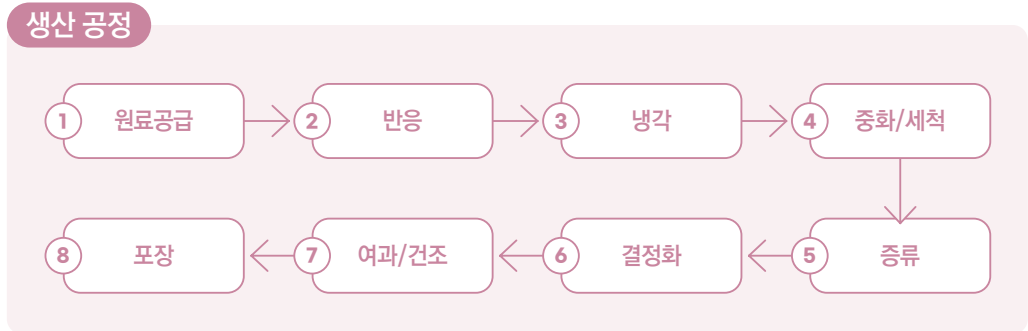 생산 공정
1 원료공급
2 반응
3 냉각
4 중화/세척
5 증류
6 결정화
7 여과/건조
8 포장